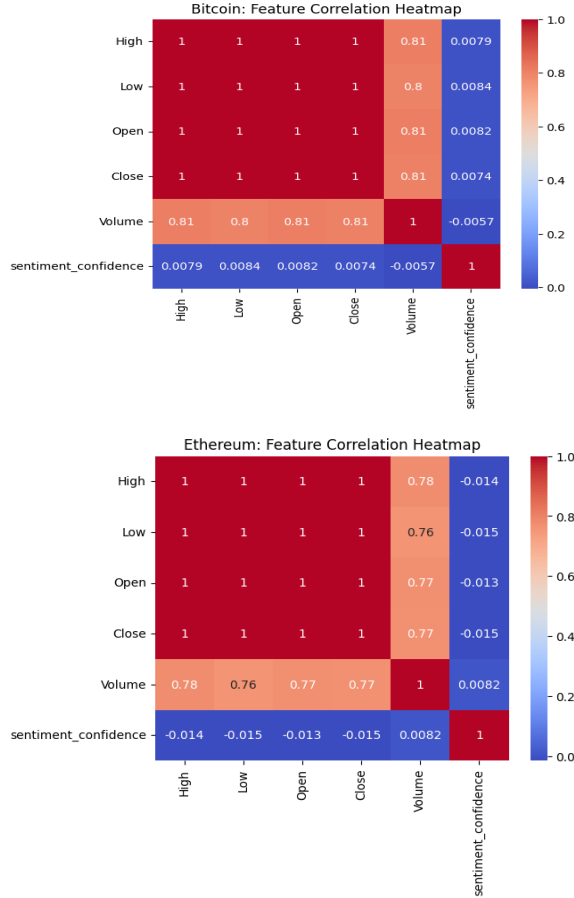 Bitcoin: Feature Correlation Heatmap
High 1 1 1 1 0.81 0.0079
Low 1 1 1 1 0.8 0.0084
Open 1 1 1 1 0.81 0.0082
Close 1 1 1 1 0.81 0.0074
Volume 0.81 0.8 0.81 0.81 1 -0.0057
sentiment_confidence 0.0079 0.0084 0.0082 0.0074 -0.0057 1
High Low Open Close Volume sentiment_confidence
1.0
0.8
0.6
0.4
0.2
0.0
Ethereum: Feature Correlation Heatmap
High 1 1 1 1 0.78 -0.014
Low 1 1 1 1 0.76 -0.015
Open 1 1 1 1 0.77 -0.013
Close 1 1 1 1 0.77 -0.015
Volume 0.78 0.76 0.77 0.77 1 0.0082
sentiment_confidence -0.014 -0.015 -0.013 -0.015 0.0082 1
High Low Open Close Volume sentiment_confidence
1.0
0.8
0.6
0.4
0.2
0.0